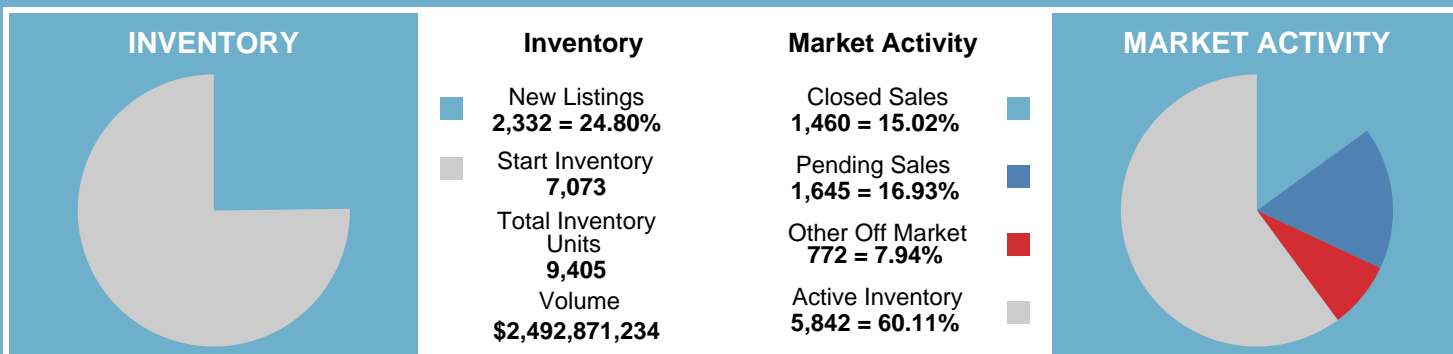 INVENTORY
Inventory
New Listings
2,332 = 24.80%
Start Inventory
7,073
Total Inventory
Units
9,405
Volume
$2,492,871,234
Market Activity
Closed Sales
1,460 = 15.02%
Pending Sales
1,645 = 16.93%
Other Off Market
772 = 7.94%
Active Inventory
5,842 = 60.11%
MARKET ACTIVITY